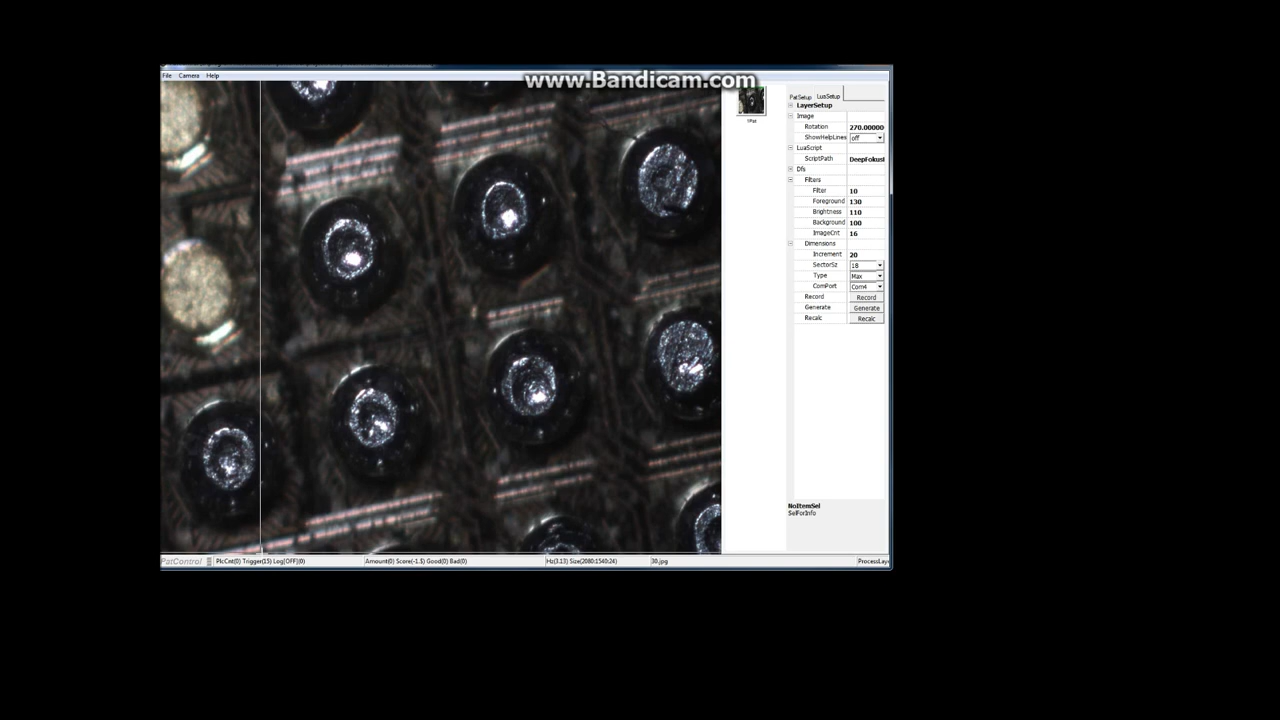 www.Bandicam.com
File Camera Help
1Pat
PatSetup LuaSetup
LayerSetup
Image
Rotation 270.00000
ShowHelpLines off
LuaScript
ScriptPath DeepFokus
Dfs
Filters
Filter 10
Foreground 130
Brightness 110
Background 100
ImageCnt 16
Dimensions
Increment 20
SectorSz 18
Type Max
ComPort Com4
Record Record
Generate Generate
Recalc Recalc
NoItemSel
SelForInfo
PatControl PlcCnt(0) Trigger(15) Log[OFF](0) Amount(0) Score(-1.$) Good(0) Bad(0) Hz(3.13) Size(2080:1540:24) 30.jpg ProcessLay